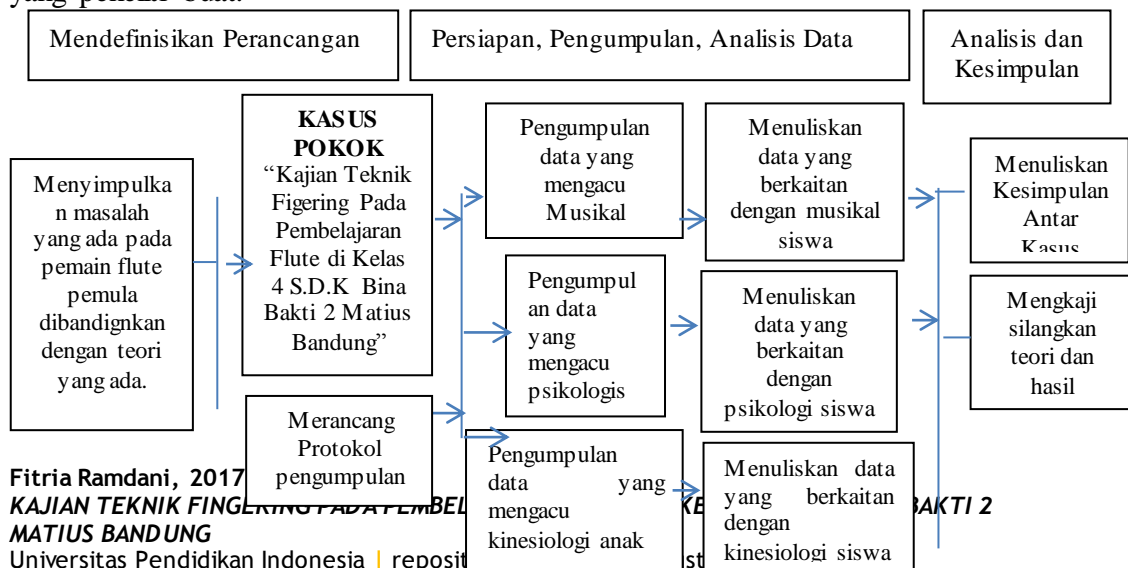 yang peneliti buat.
Mendefinisikan Perancangan
Persiapan, Pengumpulan, Analisis Data
Analisis dan
Kesimpulan
Menyimpulka
n masalah
yang ada pada
pemain flute
pemula
dibandignkan
dengan teori
yang ada.
KASUS
POKOK
“Kajian Teknik
Figering Pada
Pembelajaran
Flute di Kelas
4 S.D.K Bina
Bakti 2 Matius
Bandung”
Merancang
Protokol
pengumpulan
Pengumpulan
data yang
mengacu
Musikal
Pengumpul
an data
yang
mengacu
psikologis
Pengumpulan
data yang
mengacu
kinesiologi anak
Menuliskan
data yang
berkaitan
dengan musikal
siswa
Menuliskan
data yang
berkaitan
dengan
psikologi siswa
Menuliskan data
yang berkaitan
dengan
kinesiologi siswa
Menuliskan
Kesimpulan
Antar
Kasus
Mengkaji
silangkan
teori dan
hasil
Fitria Ramdani, 2017
KAJIAN TEKNIK FINGERING PADA PEMBEL KE BAKTI 2
MATIUS BANDUNG
Universitas Pendidikan Indonesia | reposit st